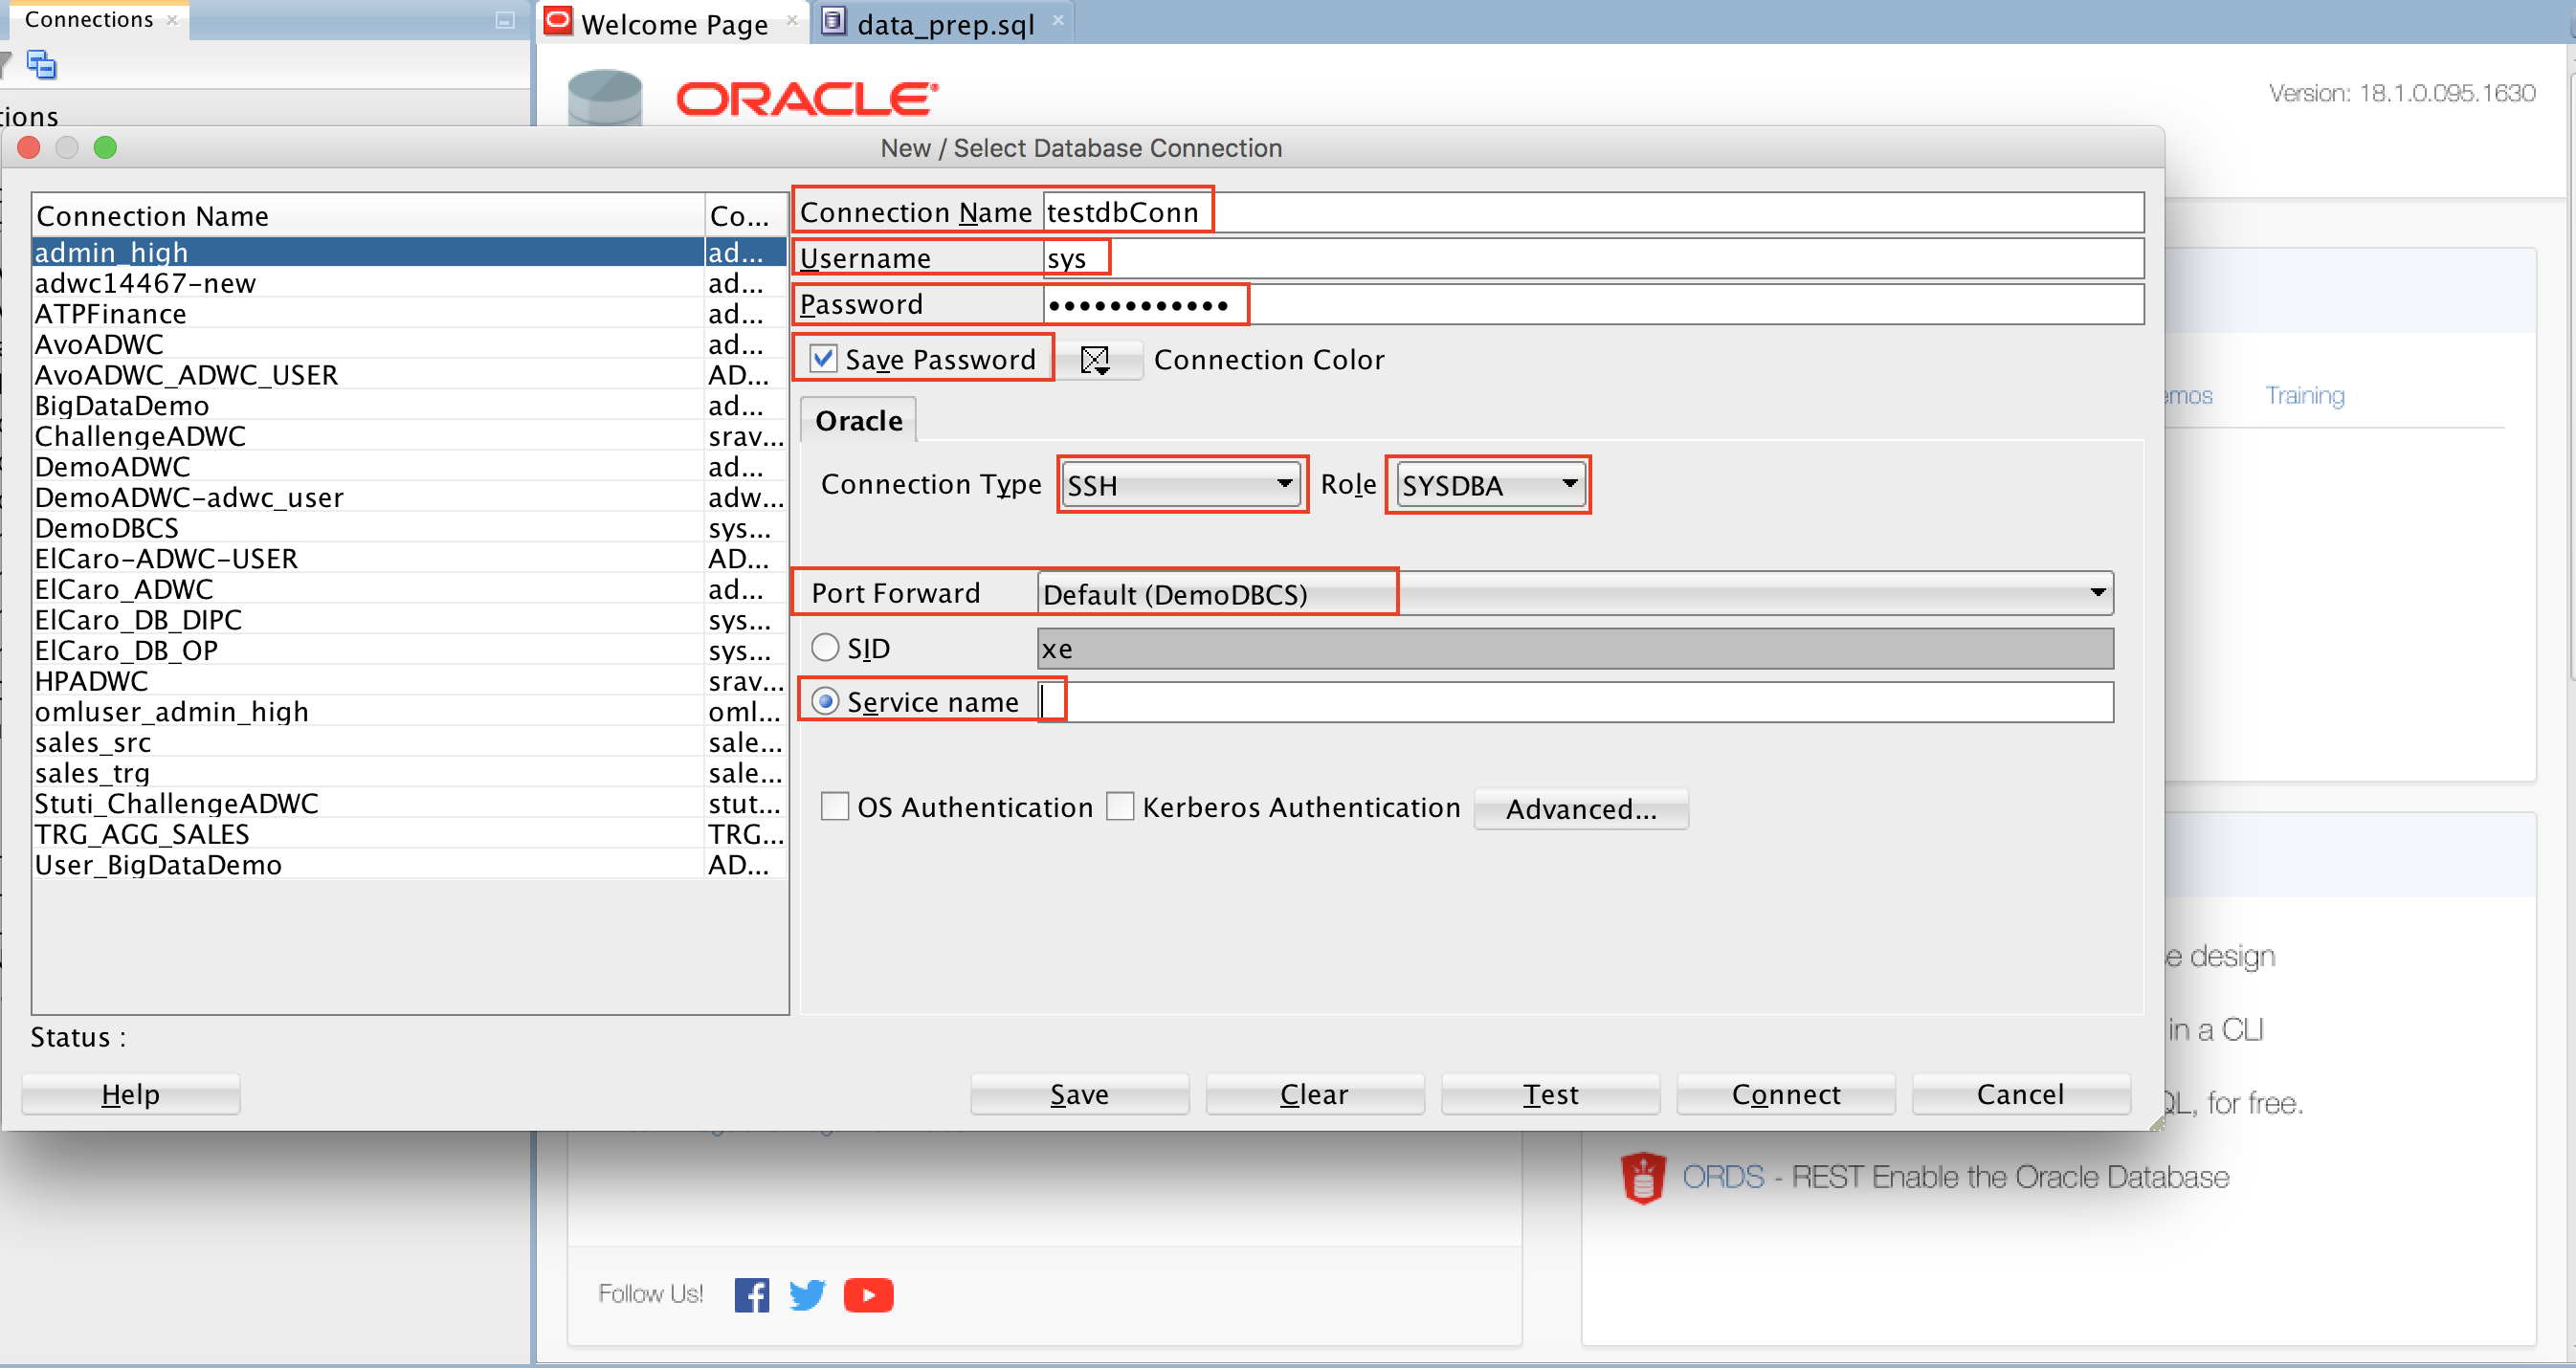 Connections
Welcome Page
data_prep.sql
tions
ORACLE
Version: 18.1.0.095.1630
New / Select Database Connection
Connection Name Co...
admin_high ad...
adwc14467-new ad...
ATPFinance ad...
AvoADWC ad...
AvoADWC_ADWC_USER AD...
BigDataDemo ad...
ChallengeADWC srav...
DemoADWC ad...
DemoADWC-adwc_user adw...
DemoDBCS sys...
ElCaro-ADWC-USER AD...
ElCaro_ADWC ad...
ElCaro_DB_DIPC sys...
ElCaro_DB_OP sys...
HPADWC srav...
omluser_admin_high oml...
sales_src sale...
sales_trg sale...
Stuti_ChallengeADWC stut...
TRG_AGG_SALES TRG...
User_BigDataDemo AD...
Connection Name testdbConn
Username sys
Password ••••••••••••
Save Password Connection Color
Oracle
Connection Type SSH Role SYSDBA
Port Forward Default (DemoDBCS)
SID xe
Service name
OS Authentication Kerberos Authentication Advanced...
Status :
Help Save Clear Test Connect Cancel
emos Training
e design
in a CLI
QL, for free.
ORDS - REST Enable the Oracle Database
Follow Us!